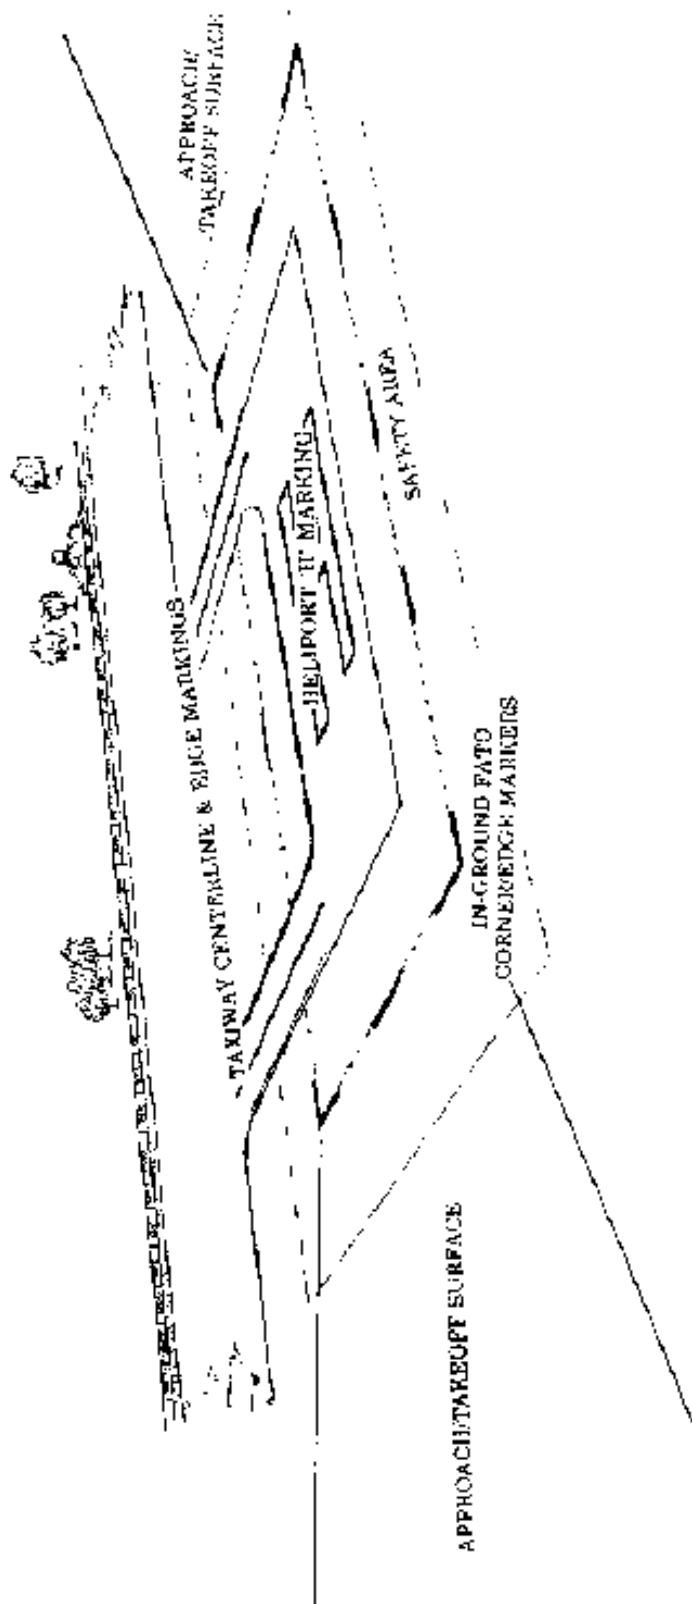 APPROACH/
TAKEOFF SURFACE
TAXIWAY CENTERLINE & EDGE MARKINGS
HELIPORT "H" MARKING
SAFETY AREA
IN-GROUND FATO
CORNER/EDGE MARKERS
APPROACH/TAKEOFF SURFACE